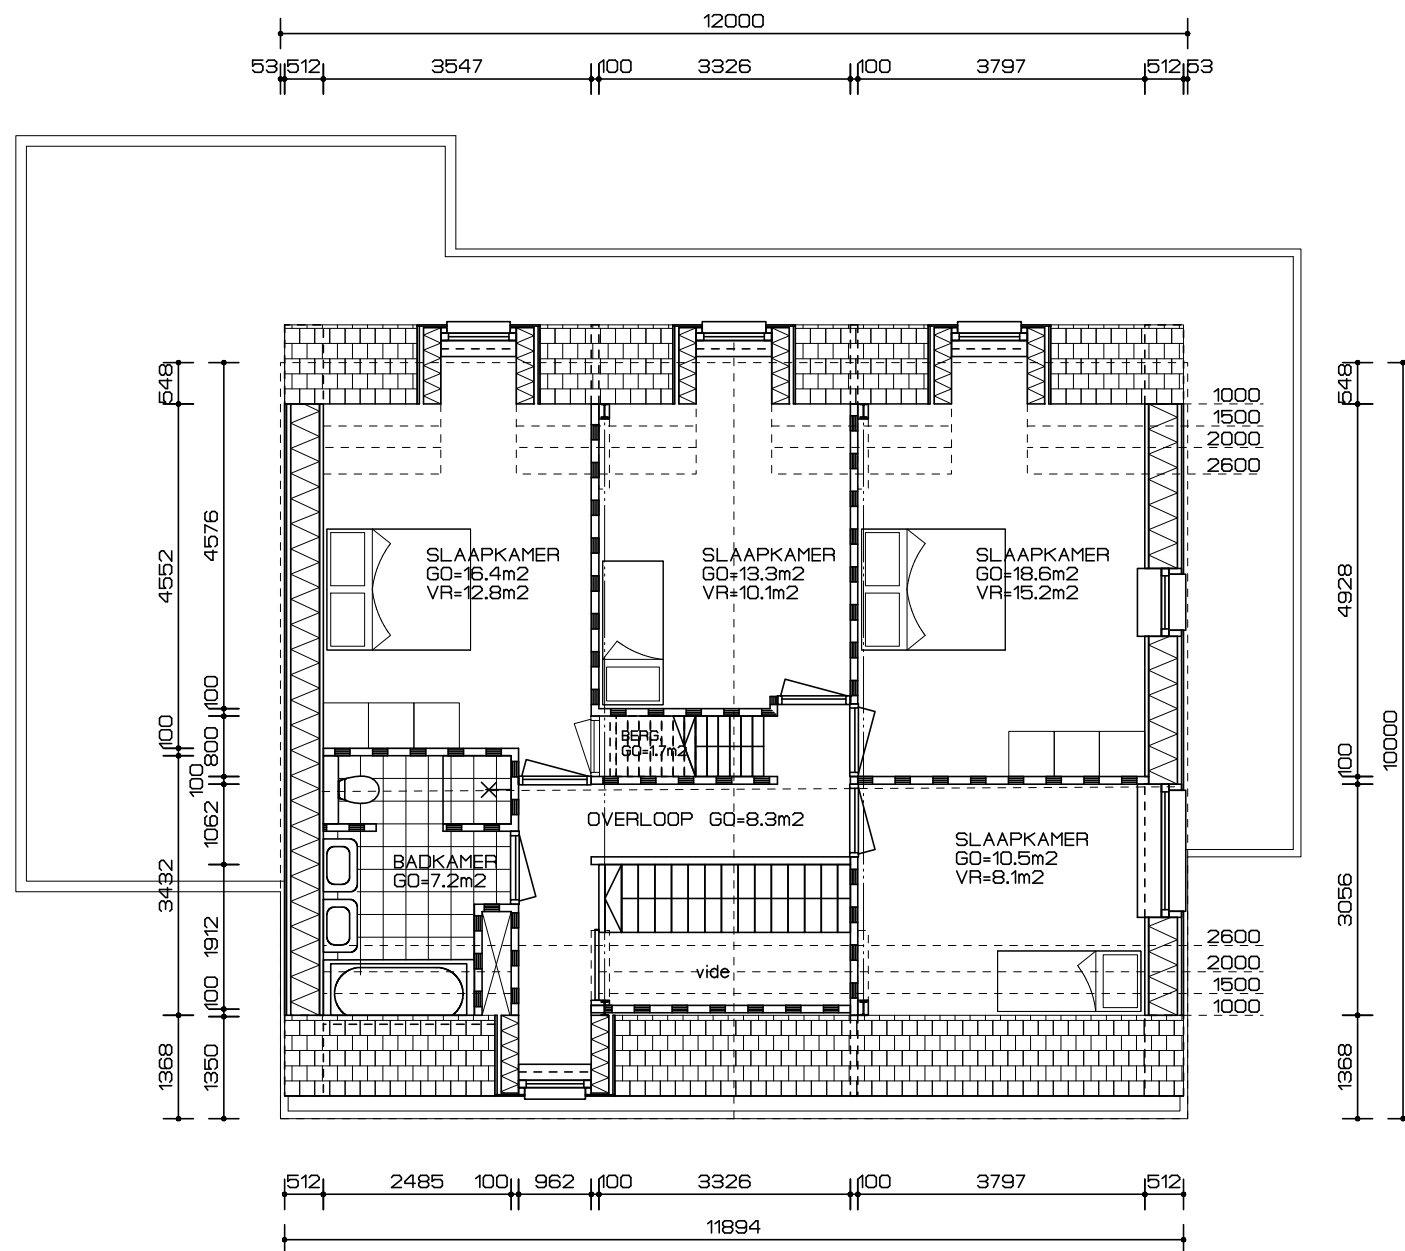 12000
53 512 3547 100 3326 100 3797 512 53
548
4552
100
3432
1368
4576
100
800
100
1062
1912
100
1350
SLAAPKAMER
GO=16.4m2
VR=12.8m2
SLAAPKAMER
GO=13.3m2
VR=10.1m2
SLAAPKAMER
GO=18.6m2
VR=15.2m2
BERG.
GO=1.7m2
OVERLOOP GO=8.3m2
BADKAMER
GO=7.2m2
SLAAPKAMER
GO=10.5m2
VR=8.1m2
vide
1000
1500
2000
2600
2600
2000
1500
1000
548
4928
100
3056
1368
10000
512 2485 100 962 100 3326 100 3797 512
11894